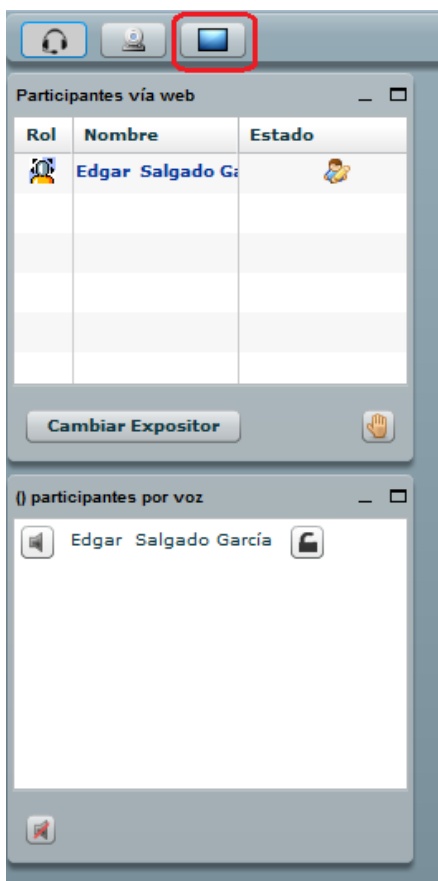 Participantes vía web
Rol Nombre Estado
Edgar Salgado Ga
Cambiar Expositor
() participantes por voz
Edgar Salgado García